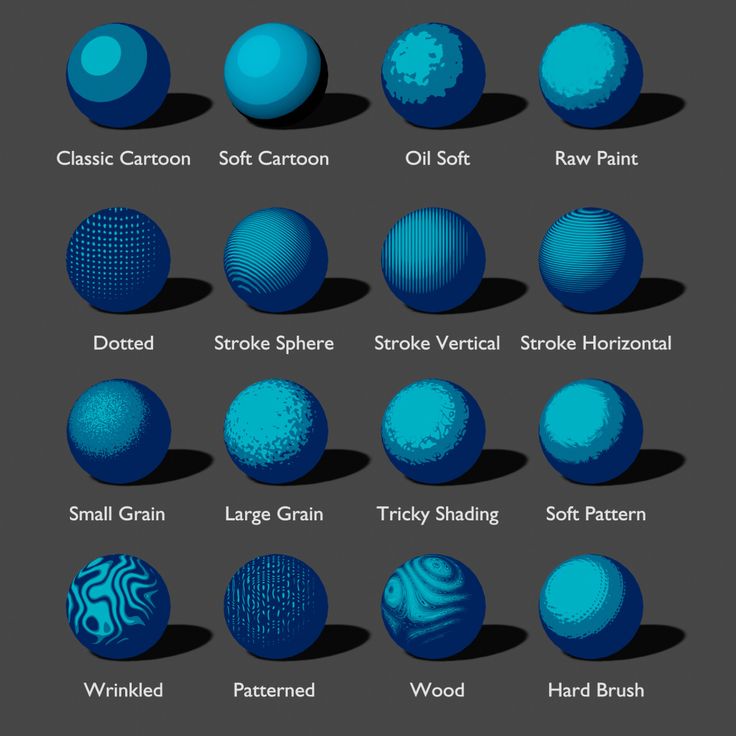 Classic Cartoon
Soft Cartoon
Oil Soft
Raw Paint
Dotted
Stroke Sphere
Stroke Vertical
Stroke Horizontal
Small Grain
Large Grain
Tricky Shading
Soft Pattern
Wrinkled
Patterned
Wood
Hard Brush